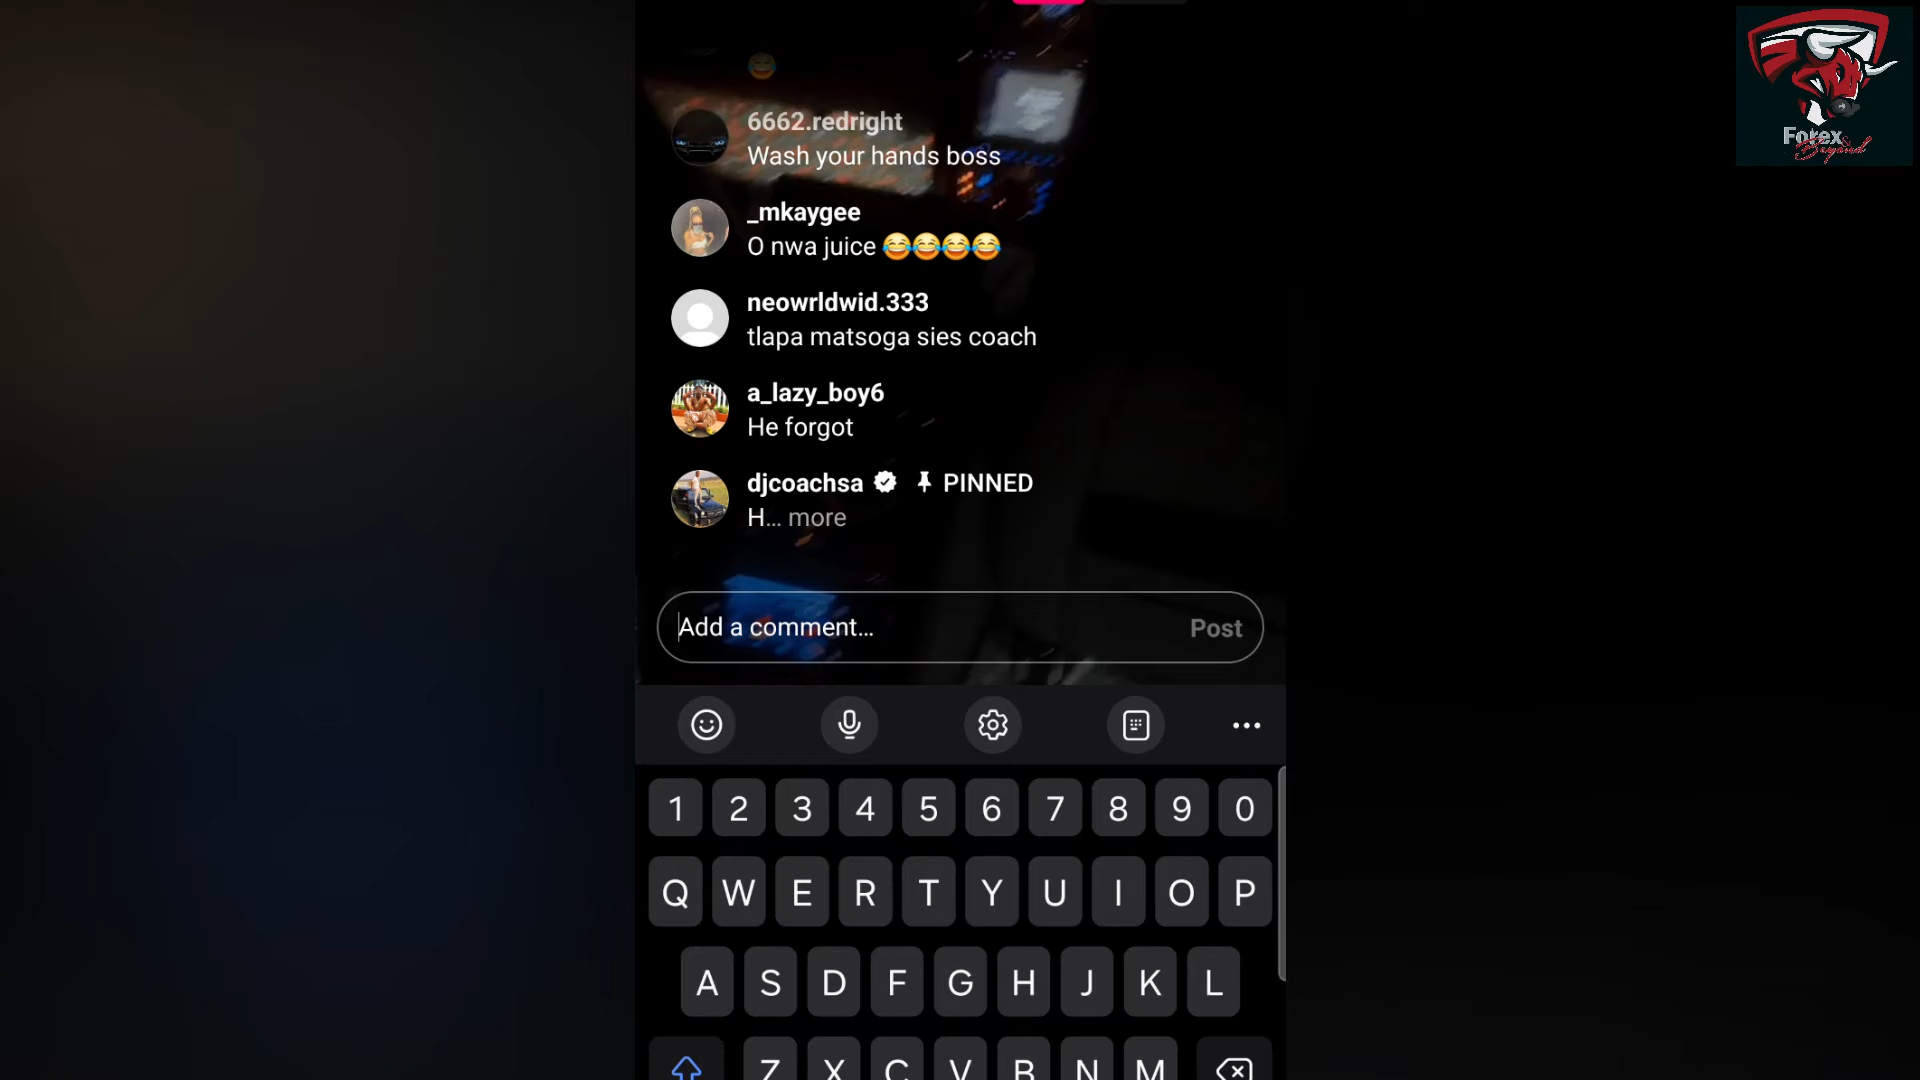 6662.redright
Wash your hands boss
_mkaygee
O nwa juice 😂😂😂😂
neowrldwid.333
tlapa matsoga sies coach
a_lazy_boy6
He forgot
djcoachsa PINNED
H... more
Add a comment...
Post
1 2 3 4 5 6 7 8 9 0
Q W E R T Y U I O P
A S D F G H J K L
Z X C V B N M
Forex &
Beyond